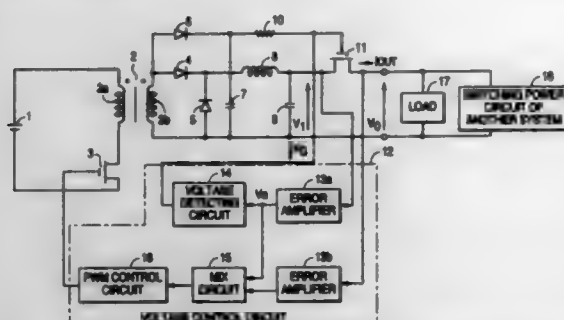 10
6
2
8
11
IOUT
4
17
18
2a
2b
1
5
7
9
V1
V0
LOAD
SWITCHING POWER
CIRCUIT OF
ANOTHER SYSTEM
3
12
14
13a
VOLTAGE
DETECTING
CIRCUIT
ERROR
AMPLIFIER
16
15
13b
PWM CONTROL
CIRCUIT
MIX
CIRCUIT
ERROR
AMPLIFIER
VOLTAGE CONTROL CIRCUIT